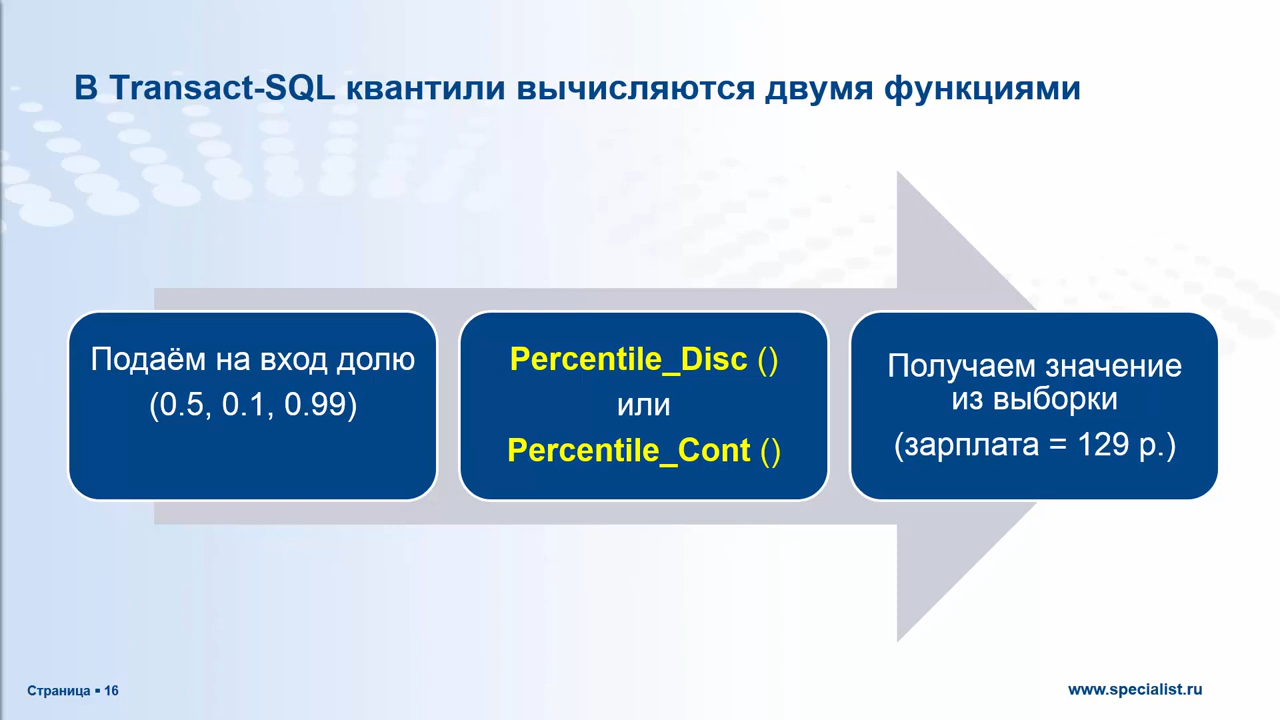 В Transact-SQL квантили вычисляются двумя функциями
Подаём на вход долю
(0.5, 0.1, 0.99)
Percentile_Disc ()
или
Percentile_Cont ()
Получаем значение
из выборки
(зарплата = 129 р.)
Страница ▪ 16
www.specialist.ru